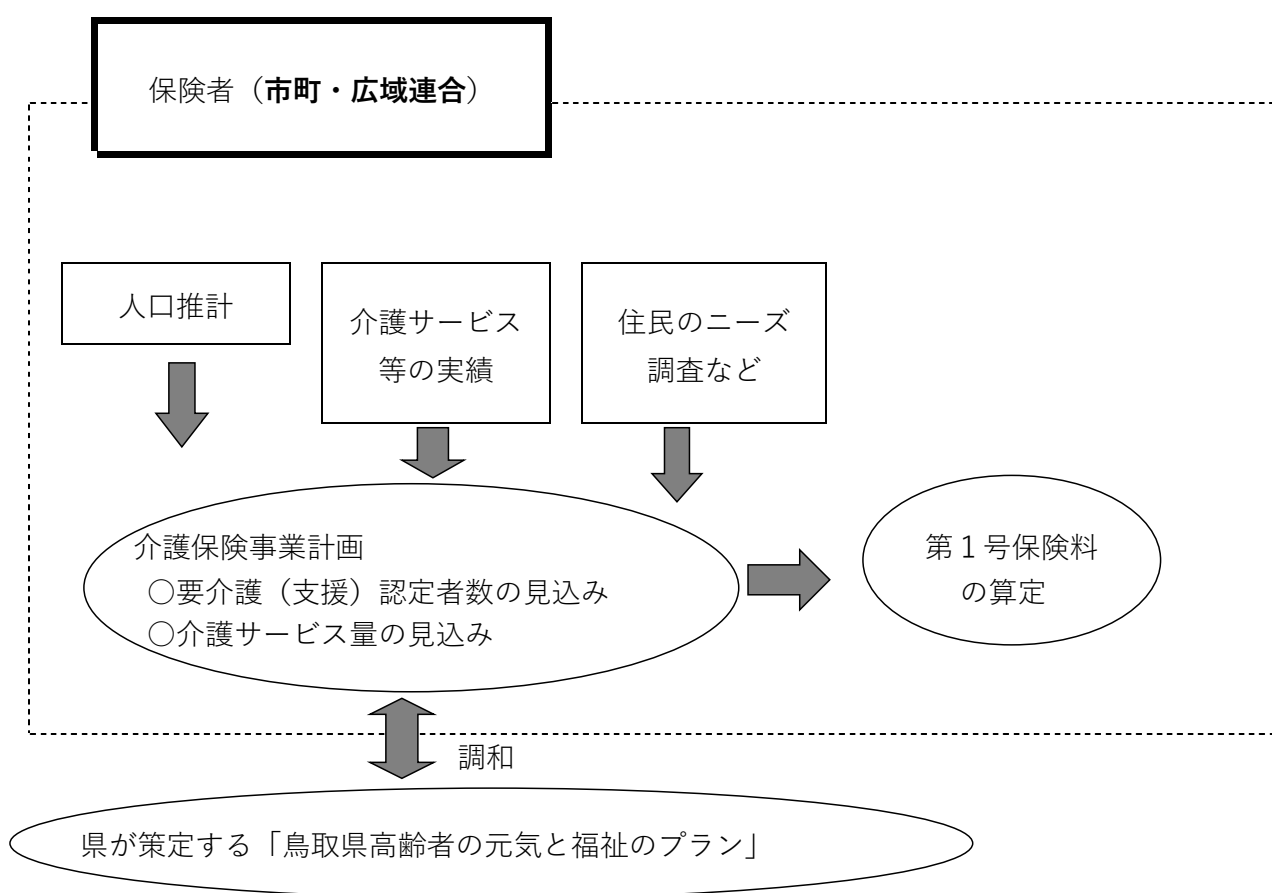 保険者（市町・広域連合）
人口推計
介護サービス
等の実績
住民のニーズ
調査など
介護保険事業計画
○要介護（支援）認定者数の見込み
○介護サービス量の見込み
第１号保険料
の算定
調和
県が策定する「鳥取県高齢者の元気と福祉のプラン」